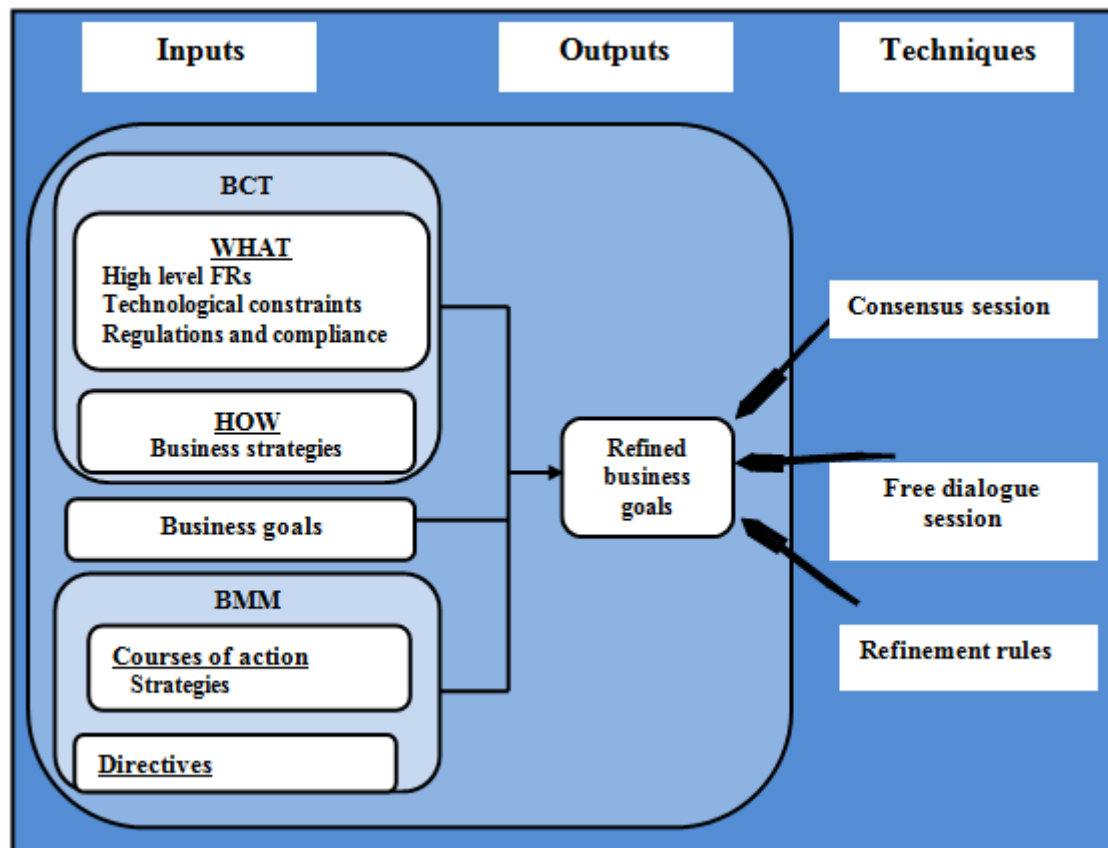 Inputs
Outputs
Techniques
BCT
WHAT
High level FRs
Technological constraints
Regulations and compliance
HOW
Business strategies
Business goals
BMM
Courses of action
Strategies
Directives
Refined
business
goals
Consensus session
Free dialogue
session
Refinement rules